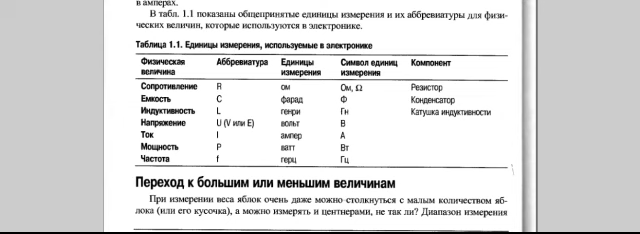 в амперах.
В табл. 1.1 показаны общепринятые единицы измерения и их аббревиатуры для физи-
ческих величин, которые используются в электронике.
Таблица 1.1. Единицы измерения, используемые в электронике
Физическая величина Аббревиатура Единицы измерения Символ единиц измерения Компонент
Сопротивление R ом Ом, Ω Резистор
Емкость C фарад Ф Конденсатор
Индуктивность L генри Гн Катушка индуктивности
Напряжение U (V или E) вольт В
Ток I ампер А
Мощность P ватт Вт
Частота f герц Гц
Переход к большим или меньшим величинам
При измерении веса яблок очень даже можно столкнуться с малым количеством яб-
лока (или его кусочка), а можно измерять и центнерами, не так ли? Диапазон измерения